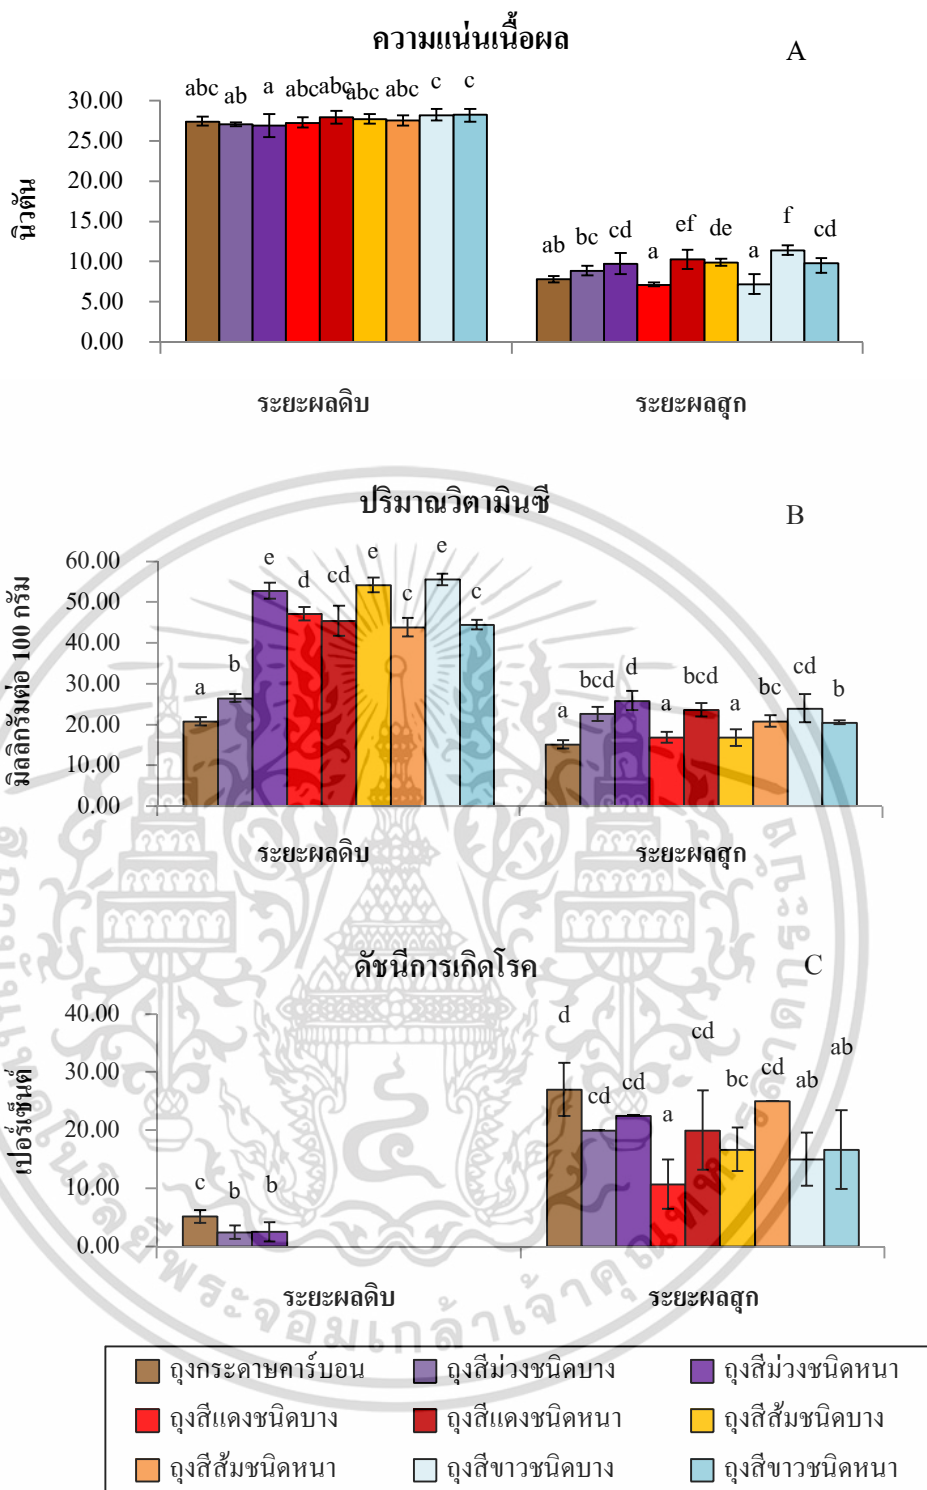 ความแน่นเนื้อผล
A
abc ab a abc abc abc abc c c
30.00
25.00
20.00
15.00
10.00
5.00
0.00
นิวตัน
ab bc cd a ef de a f cd
ระยะผลดิบ ระยะผลสุก
ปริมาณวิตามินซี
B
60.00
50.00
40.00
30.00
20.00
10.00
0.00
มิลลิกรัมต่อ 100 กรัม
a b e d cd e c e c
a bcd d a bcd a bc cd b
ระยะผลดิบ ระยะผลสุก
ดัชนีการเกิดโรค
C
40.00
30.00
20.00
10.00
0.00
เปอร์เซ็นต์
c b b
d cd cd a cd bc cd ab ab
ระยะผลดิบ ระยะผลสุก
ถุงกระดาษคาร์บอน ถุงสีม่วงชนิดบาง ถุงสีม่วงชนิดหนา
ถุงสีแดงชนิดบาง ถุงสีแดงชนิดหนา ถุงสีส้มชนิดบาง
ถุงสีส้มชนิดหนา ถุงสีขาวชนิดบาง ถุงสีขาวชนิดหนา